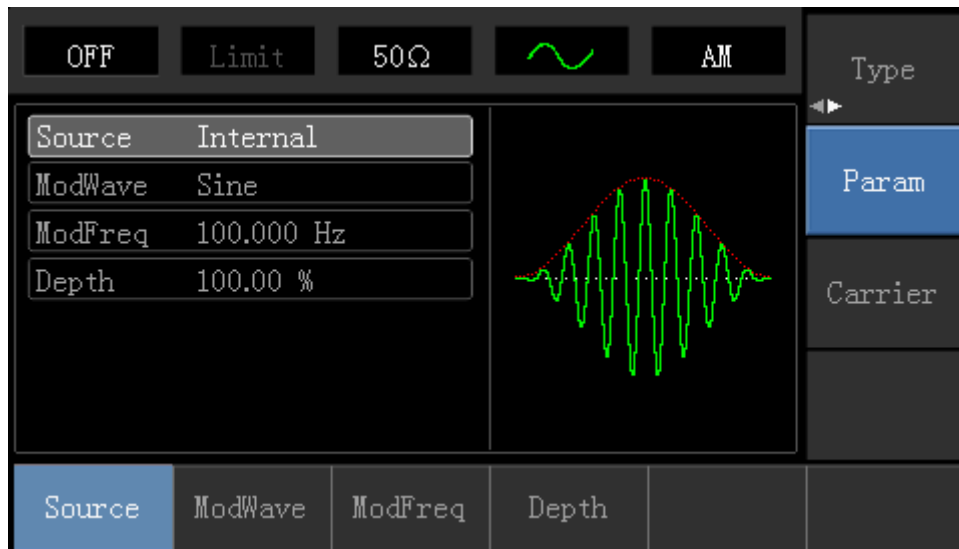 OFF Limit 50Ω AM
Type
Source Internal
ModWave Sine
ModFreq 100.000 Hz
Depth 100.00 %
Param
Carrier
Source ModWave ModFreq Depth